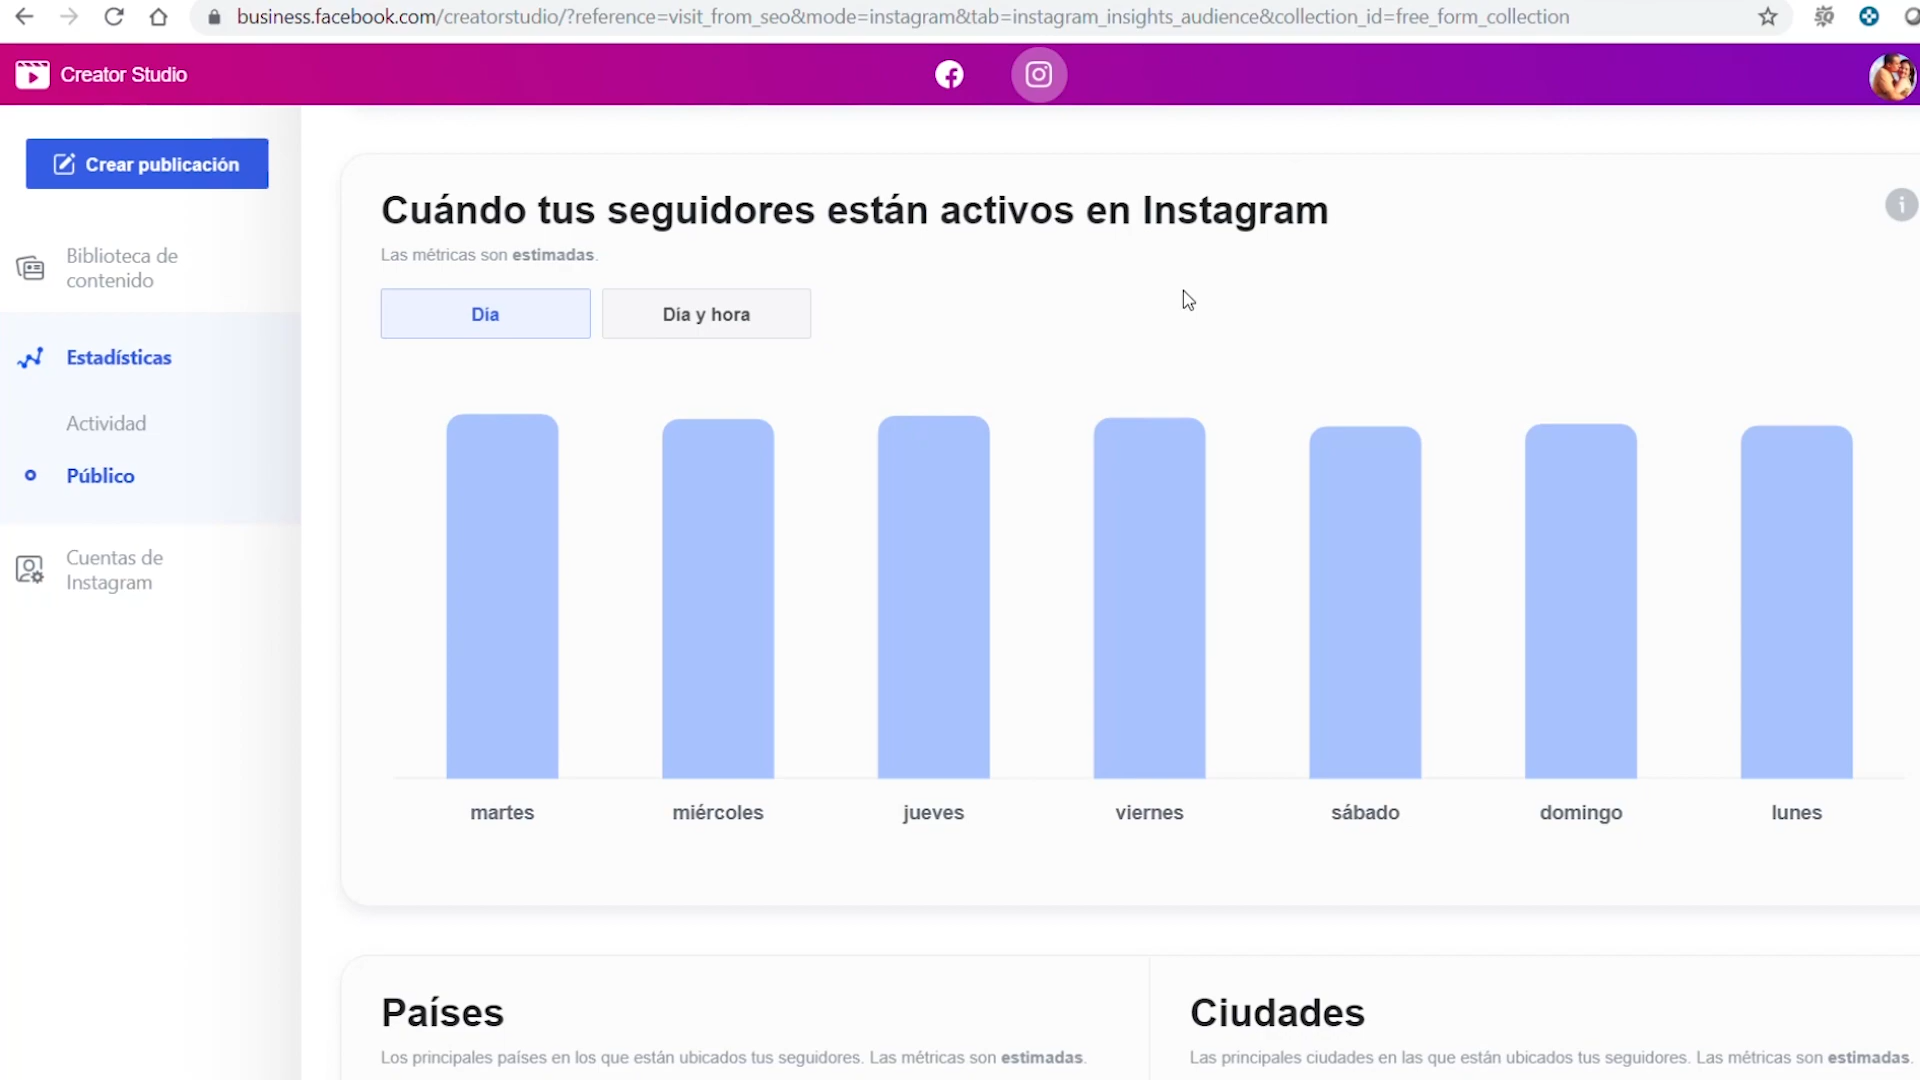 business.facebook.com/creatorstudio/?reference=visit_from_seo&mode=instagram&tab=instagram_insights_audience&collection_id=free_form_collection
Creator Studio
Crear publicación
Biblioteca de
contenido
Estadísticas
Actividad
Público
Cuentas de
Instagram
Cuándo tus seguidores están activos en Instagram
Las métricas son estimadas.
Día
Día y hora
martes
miércoles
jueves
viernes
sábado
domingo
lunes
Países
Los principales países en los que están ubicados tus seguidores. Las métricas son estimadas.
Ciudades
Las principales ciudades en las que están ubicados tus seguidores. Las métricas son estimadas.